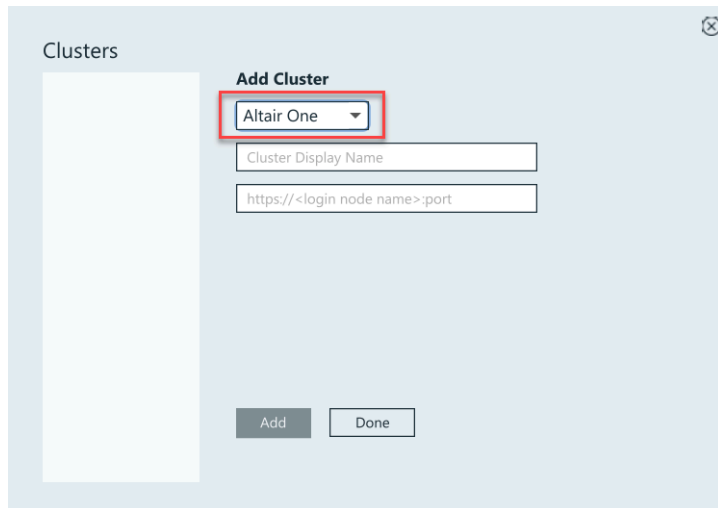 Clusters
Add Cluster
Altair One
Cluster Display Name
https://<login node name>:port
Add
Done